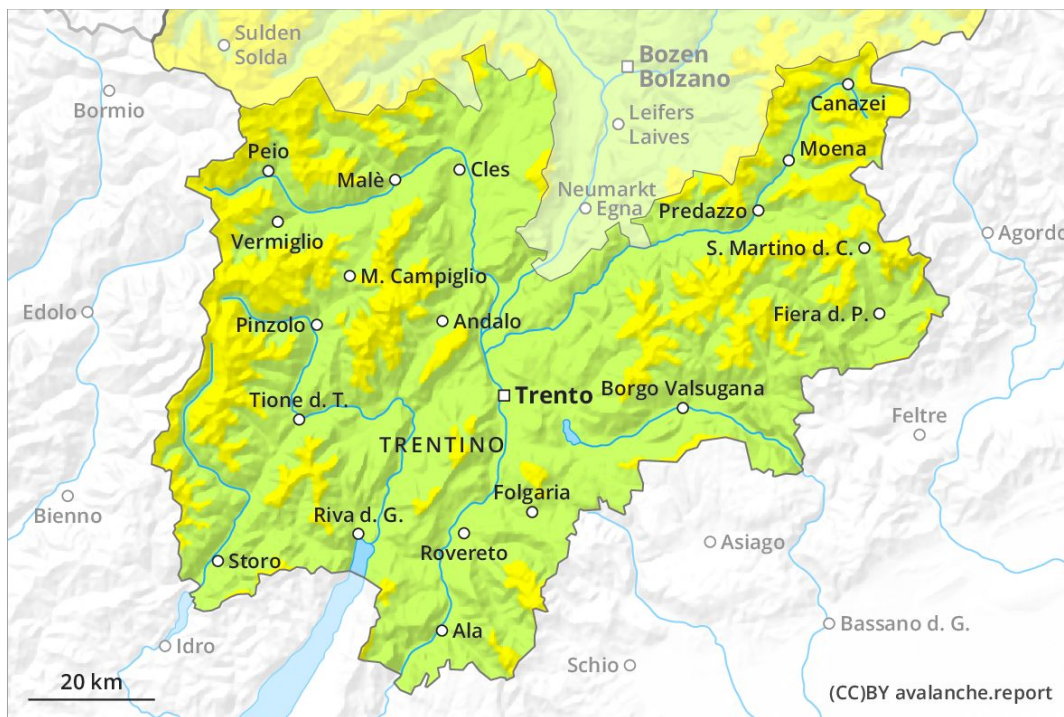 Sulden
Solda
Bozen
Bolzano
Bormio
Canazei
Leifers
Laives
Moena
Peio
Malè
Cles
Neumarkt
Egna
Predazzo
Vermiglio
Agordo
S. Martino d. C.
M. Campiglio
Edolo
Pinzolo
Andalo
Fiera d. P.
Trento
Borgo Valsugana
Tione d. T.
Feltre
TRENTINO
Bienno
Folgaria
Riva d. G.
Rovereto
Asiago
Storo
Ala
Bassano d. G.
Idro
Schio
20 km
(CC)BY avalanche.report